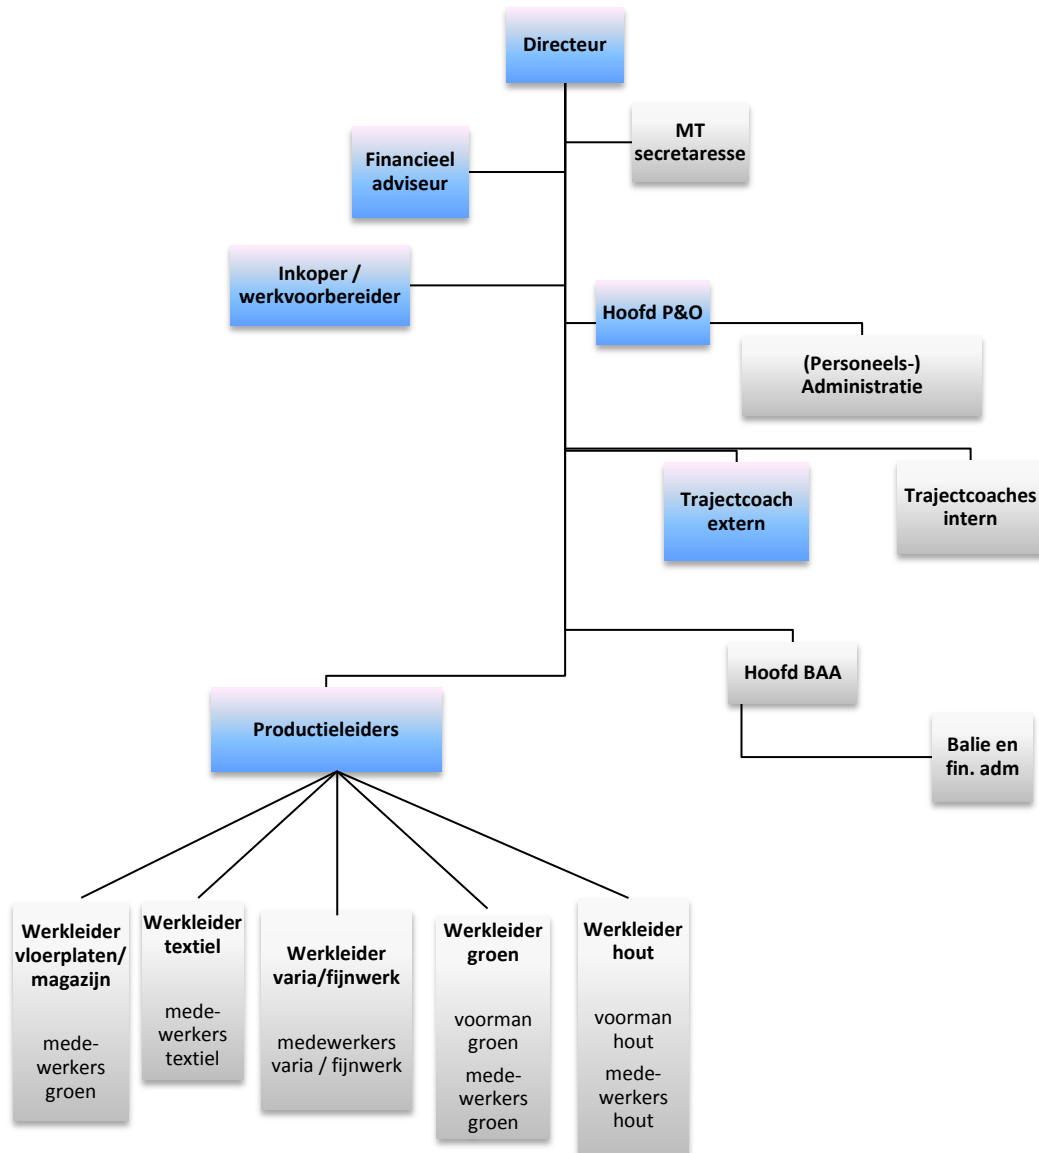 Directeur
MT
secretaresse
Financieel
adviseur
Inkoper /
werkvoorbereider
Hoofd P&O
(Personeels-)
Administratie
Trajectcoach
extern
Trajectcoaches
intern
Hoofd BAA
Productieleiders
Balie en
fin. adm
Werkleider
vloerplaten/
magazijn
mede-
werkers
groen
Werkleider
textiel
mede-
werkers
textiel
Werkleider
varia/fijnwerk
medewerkers
varia / fijnwerk
Werkleider
groen
voorman
groen
mede-
werkers
groen
Werkleider
hout
voorman
hout
mede-
werkers
hout